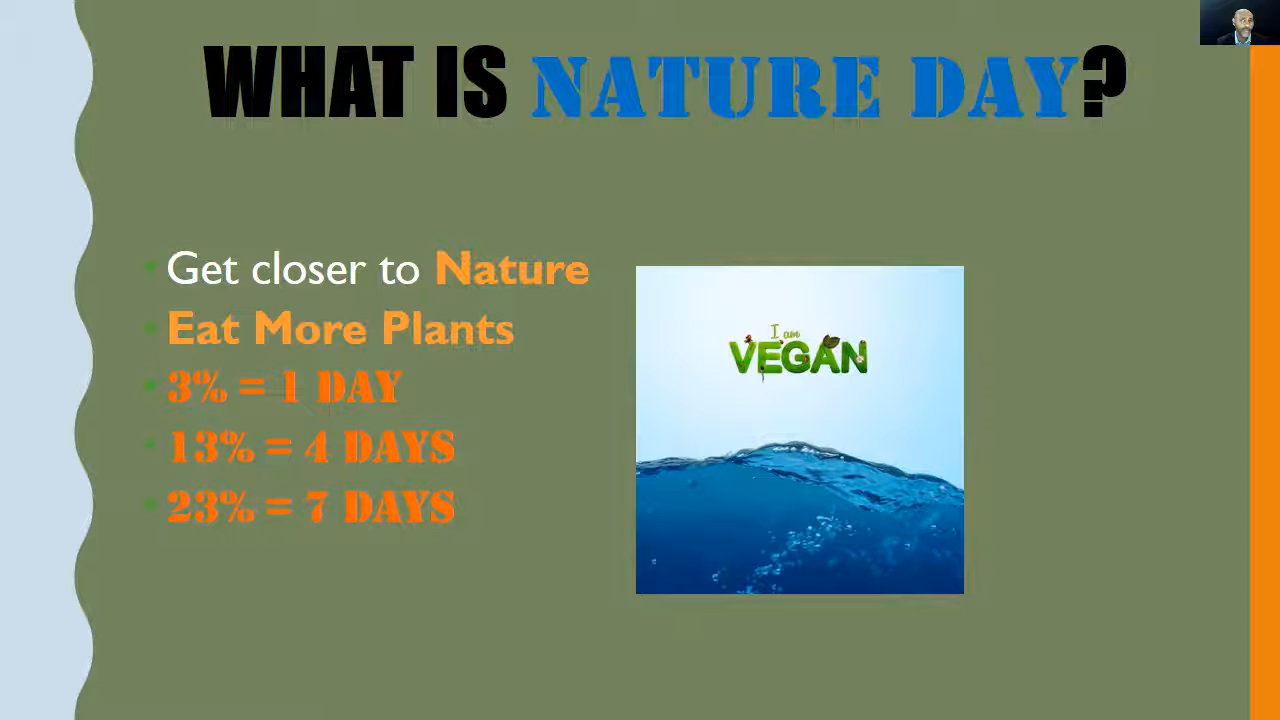 WHAT IS NATURE DAY?
Get closer to Nature
Eat More Plants
3% = 1 DAY
13% = 4 DAYS
23% = 7 DAYS
I am
VEGAN